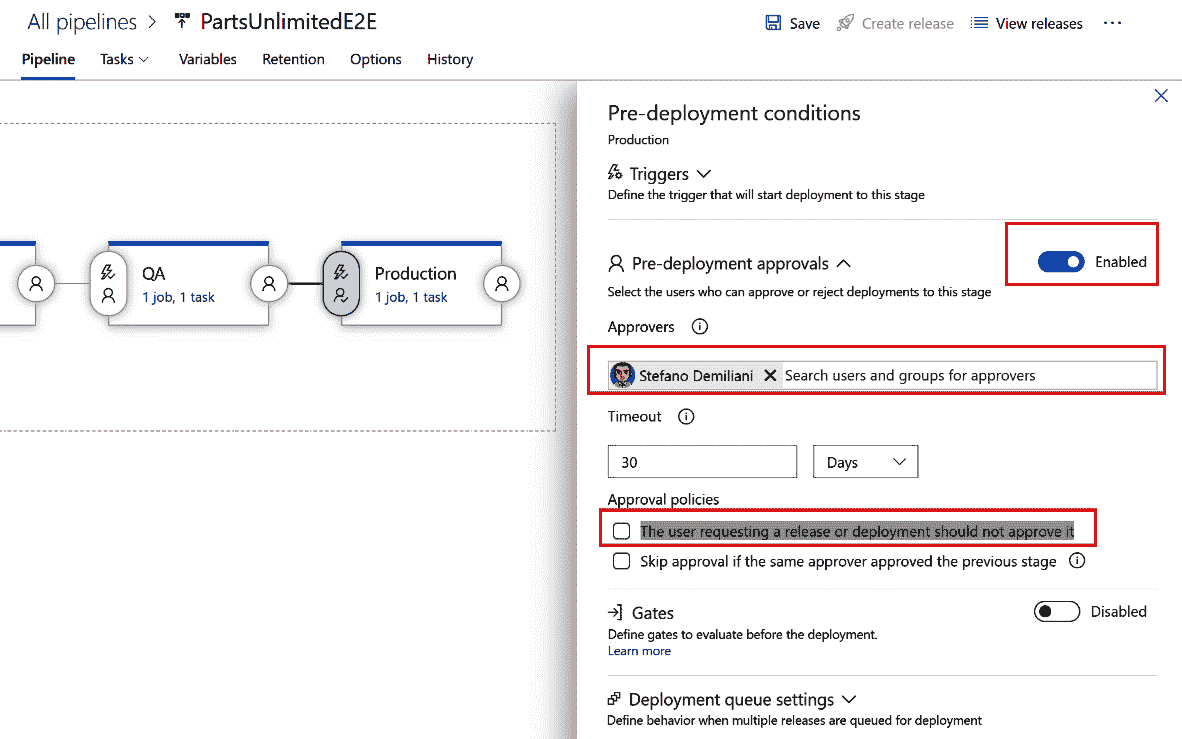 All pipelines > PartsUnlimitedE2E
Save Create release View releases ...
Pipeline Tasks Variables Retention Options History
Pre-deployment conditions
Production
Triggers
Define the trigger that will start deployment to this stage
Pre-deployment approvals
Enabled
Select the users who can approve or reject deployments to this stage
Approvers
Stefano Demiliani Search users and groups for approvers
Timeout
30 Days
Approval policies
The user requesting a release or deployment should not approve it
Skip approval if the same approver approved the previous stage
Gates
Disabled
Define gates to evaluate before the deployment.
Learn more
Deployment queue settings
Define behavior when multiple releases are queued for deployment
QA
1 job, 1 task
Production
1 job, 1 task